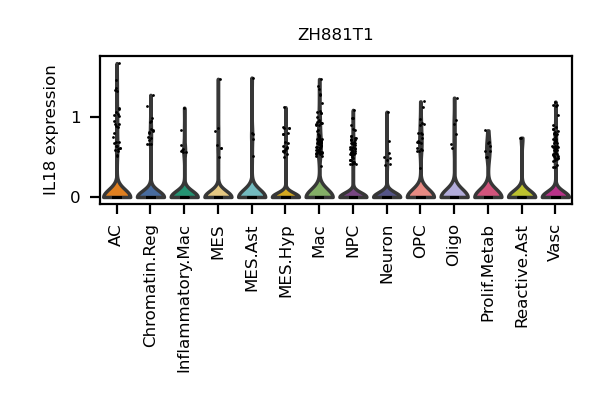 ZH881T1
IL18 expression
1
0
AC
Chromatin.Reg
Inflammatory.Mac
MES
MES.Ast
MES.Hyp
Mac
NPC
Neuron
OPC
Oligo
Prolif.Metab
Reactive.Ast
Vasc